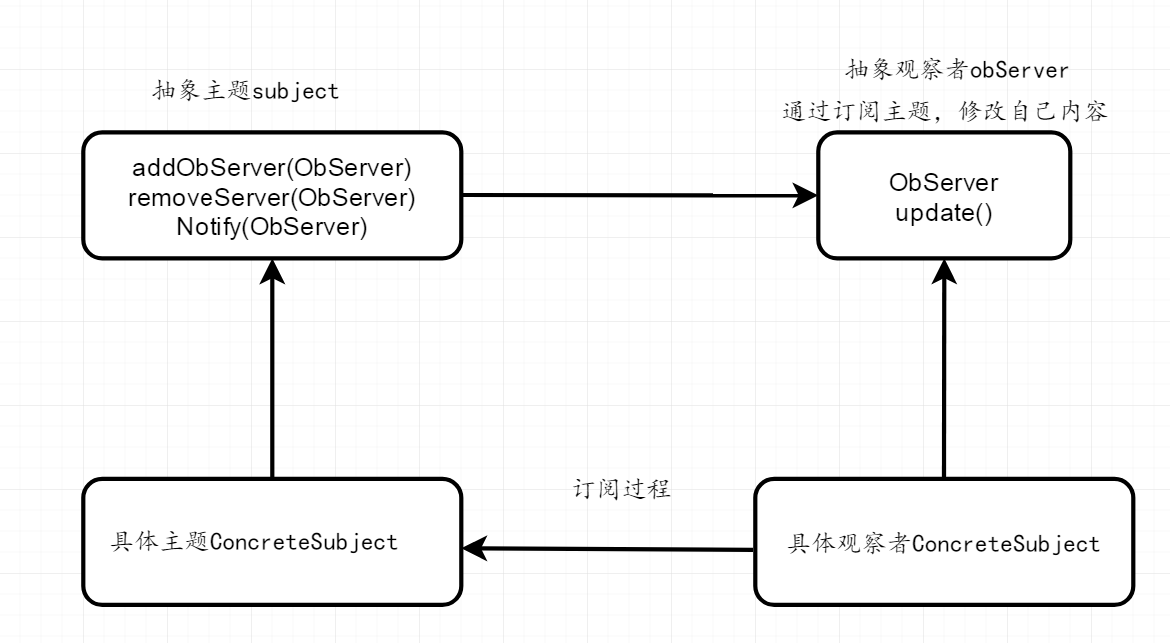 抽象主题subject
抽象观察者obServer
通过订阅主题，修改自己内容
addObServer(ObServer)
removeServer(ObServer)
Notify(ObServer)
ObServer
update()
订阅过程
具体主题ConcreteSubject
具体观察者ConcreteSubject